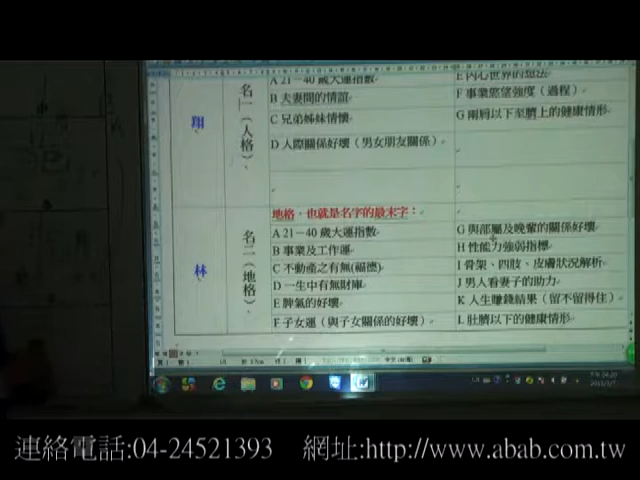 A 21－40 歲大運指數
E 內心世界的想法
B 夫妻間的情誼
F 事業慾望強度（過程）
C 兄弟姊妹情懷
G 兩肩以下至臍上的健康情形
D 人際關係好壞（男女朋友關係）
翔
名一（人格）
地格，也就是名字的最末字：
A 21－40 歲大運指數
G 與部屬及晚輩的關係好壞
B 事業及工作運
H 性能力強弱指標
C 不動產之有無(福德)
I 骨架、四肢、皮膚狀況解析
D 一生中有無財庫
J 男人看妻子的助力
E 脾氣的好壞
K 人生賺錢結果（留不留得住）
F 子女運（與子女關係的好壞）
L 肚臍以下的健康情形
林
名二（地格）
連絡電話:04-24521393 網址:http://www.abab.com.tw